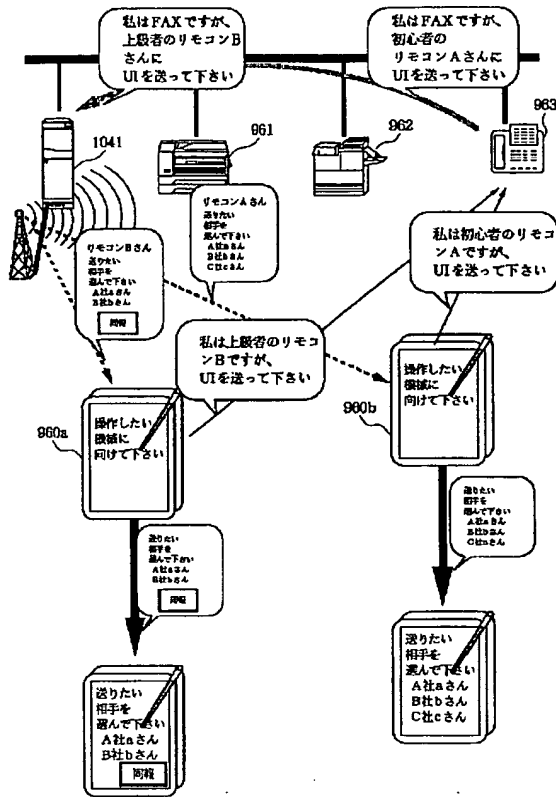 私はFAXですが、
上級者のリモコンB
さんに
UIを送って下さい
私はFAXですが、
初心者の
リモコンAさんに
UIを送って下さい
963
1041
961
962
リモコンAさん
送りたい
相手を
選んで下さい
A社aさん
B社bさん
C社cさん
リモコンBさん
送りたい
相手を
選んで下さい
A社aさん
B社bさん
同報
私は初心者のリモコ
ンAですが、
UIを送って下さい
私は上級者のリモコ
ンBですが、
UIを送って下さい
960a
操作したい
機械に
向けて下さい
960b
操作したい
機械に
向けて下さい
送りたい
相手を
選んで下さい
A社aさん
B社bさん
同報
送りたい
相手を
選んで下さい
A社aさん
B社bさん
C社cさん
送りたい
相手を
選んで下さい
A社aさん
B社bさん
同報
送りたい
相手を
選んで下さい
A社aさん
B社bさん
C社cさん